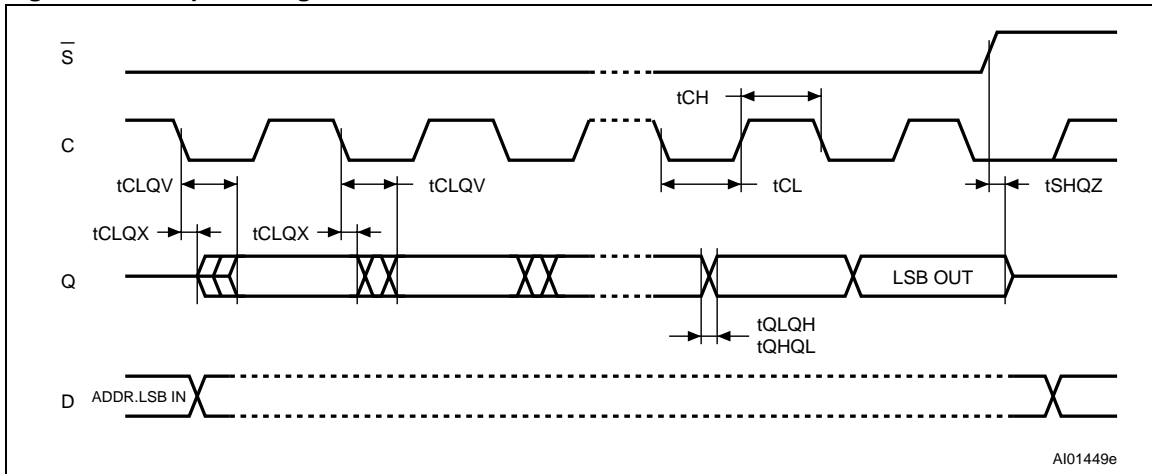 S
tCH
C
tCLQV
tCLQV
tCL
tSHQZ
tCLQX
tCLQX
Q
LSB OUT
tQLQH
tQHQL
D
ADDR.LSB IN
AI01449e